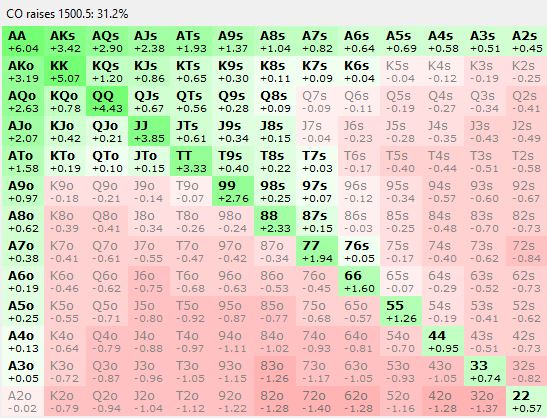 CO raises 1500.5: 31.2%
AA AKs AQs AJs ATs A9s A8s A7s A6s A5s A4s A3s A2s
+6.04 +3.42 +2.90 +2.38 +1.93 +1.37 +1.04 +0.82 +0.64 +0.69 +0.58 +0.51 +0.45
AKo KK KQs KJs KTs K9s K8s K7s K6s K5s K4s K3s K2s
+3.19 +5.07 +1.20 +0.86 +0.65 +0.30 +0.11 +0.09 +0.04 -0.04 -0.12 -0.19 -0.25
AQo KQo QQ QJs QTs Q9s Q8s Q7s Q6s Q5s Q4s Q3s Q2s
+2.63 +0.78 +4.43 +0.67 +0.56 +0.28 +0.09 -0.09 -0.11 -0.19 -0.27 -0.34 -0.41
AJo KJo QJo JJ JTs J9s J8s J7s J6s J5s J4s J3s J2s
+2.07 +0.42 +0.21 +3.85 +0.61 +0.34 +0.15 -0.04 -0.23 -0.28 -0.35 -0.43 -0.49
ATo KTo QTo JTo TT T9s T8s T7s T6s T5s T4s T3s T2s
+1.58 +0.19 +0.10 +0.15 +3.33 +0.40 +0.22 +0.03 -0.17 -0.40 -0.44 -0.51 -0.58
A9o K9o Q9o J9o T9o 99 98s 97s 96s 95s 94s 93s 92s
+0.97 -0.18 -0.21 -0.14 -0.07 +2.76 +0.25 +0.07 -0.12 -0.34 -0.57 -0.60 -0.67
A8o K8o Q8o J8o T8o 98o 88 87s 86s 85s 84s 83s 82s
+0.62 -0.39 -0.41 -0.34 -0.26 -0.24 +2.33 +0.15 -0.03 -0.25 -0.48 -0.70 -0.73
A7o K7o Q7o J7o T7o 97o 87o 77 76s 75s 74s 73s 72s
+0.38 -0.41 -0.61 -0.55 -0.47 -0.42 -0.34 +1.94 +0.05 -0.17 -0.40 -0.62 -0.84
A6o K6o Q6o J6o T6o 96o 86o 76o 66 65s 64s 63s 62s
+0.19 -0.46 -0.62 -0.75 -0.68 -0.63 -0.53 -0.45 +1.60 -0.07 -0.29 -0.52 -0.73
A5o K5o Q5o J5o T5o 95o 85o 75o 65o 55 54s 53s 52s
+0.25 -0.55 -0.71 -0.80 -0.92 -0.87 -0.77 -0.68 -0.57 +1.26 -0.19 -0.41 -0.62
A4o K4o Q4o J4o T4o 94o 84o 74o 64o 54o 44 43s 42s
+0.13 -0.64 -0.79 -0.88 -0.97 -1.11 -1.02 -0.93 -0.81 -0.70 +0.95 -0.51 -0.73
A3o K3o Q3o J3o T3o 93o 83o 73o 63o 53o 43o 33 32s
+0.05 -0.72 -0.87 -0.96 -1.05 -1.15 -1.26 -1.17 -1.05 -0.93 -1.05 +0.74 -0.82
A2o K2o Q2o J2o T2o 92o 82o 72o 62o 52o 42o 32o 22
-0.02 -0.79 -0.94 -1.04 -1.12 -1.22 -1.28 -1.40 -1.28 -1.16 -1.28 -1.37 +0.57